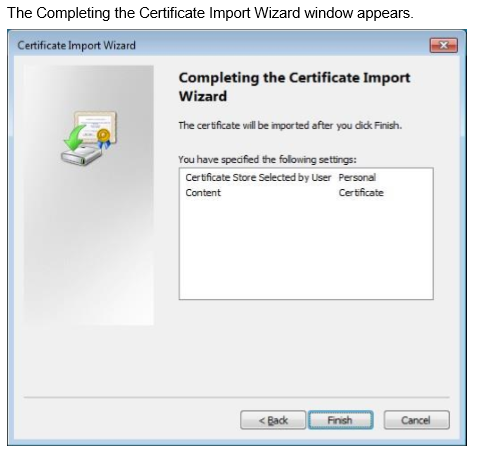 The Completing the Certificate Import Wizard window appears.
Certificate Import Wizard
Completing the Certificate Import
Wizard
The certificate will be imported after you click Finish.
You have specified the following settings:
Certificate Store Selected by User Personal
Content Certificate
< Back Finish Cancel